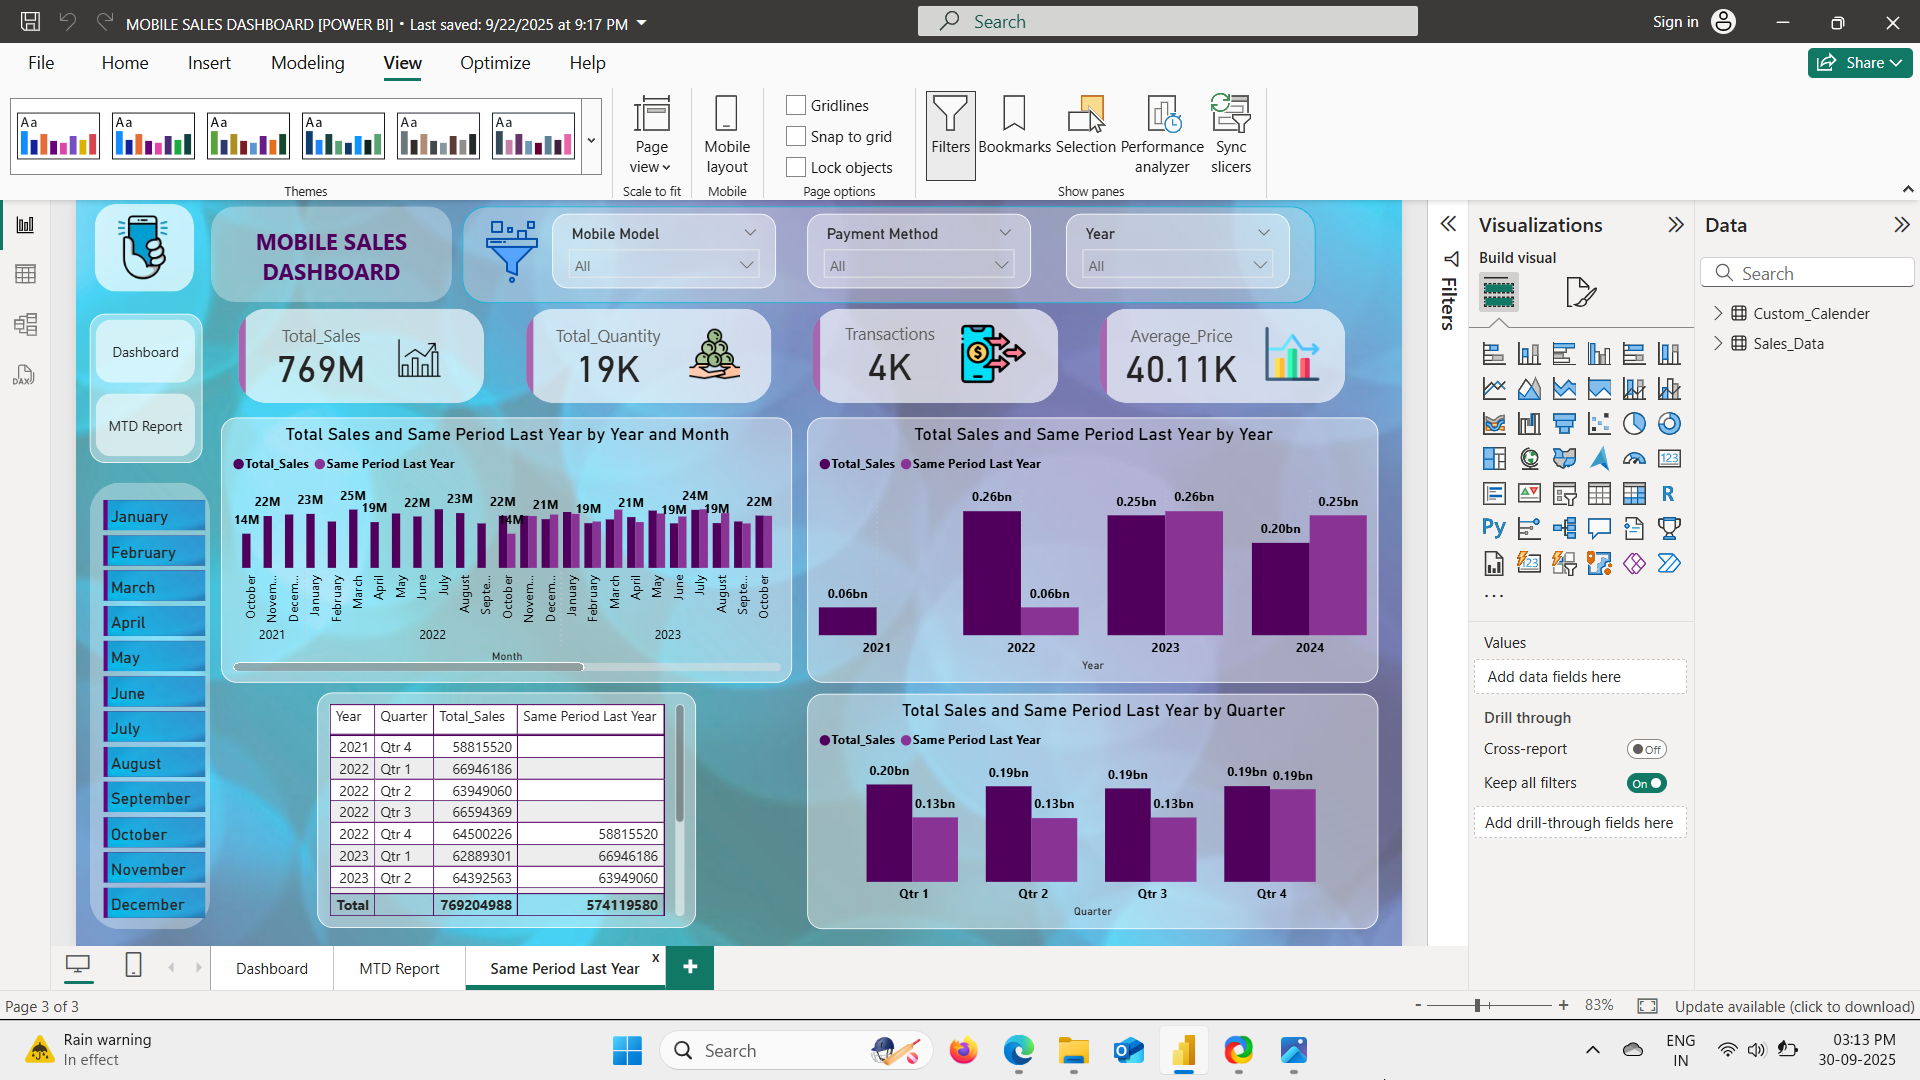 MOBILE SALES DASHBOARD [POWER BI] • Last saved: 9/22/2025 at 9:17 PM
Search
Sign in
File Home Insert Modeling View Optimize Help
Share
Aa Aa Aa Aa Aa Aa
Themes
Page view
Scale to fit
Mobile layout
Mobile
Gridlines
Snap to grid
Lock objects
Page options
Filters
Bookmarks
Selection
Performance analyzer
Sync slicers
Show panes
MOBILE SALES
DASHBOARD
Mobile Model
All
Payment Method
All
Year
All
Dashboard
MTD Report
Total_Sales
769M
Total_Quantity
19K
Transactions
4K
Average_Price
40.11K
January
February
March
April
May
June
July
August
September
October
November
December
Total Sales and Same Period Last Year by Year and Month
Total_Sales Same Period Last Year
14M 22M 23M 25M 19M 22M 23M 22M 14M 21M 19M 21M 19M 24M 19M 22M
October Novem... Decem... January February March April May June July August Septe... October Novem... Decem... January February March April May June July August Septe... October
2021 2022 2023
Month
Total Sales and Same Period Last Year by Year
Total_Sales Same Period Last Year
0.06bn 0.26bn 0.06bn 0.25bn 0.26bn 0.20bn 0.25bn
2021 2022 2023 2024
Year
Year Quarter Total_Sales Same Period Last Year
2021 Qtr 4 58815520
2022 Qtr 1 66946186
2022 Qtr 2 63949060
2022 Qtr 3 66594369
2022 Qtr 4 64500226 58815520
2023 Qtr 1 62889301 66946186
2023 Qtr 2 64392563 63949060
Total 769204988 574119580
Total Sales and Same Period Last Year by Quarter
Total_Sales Same Period Last Year
0.20bn 0.13bn 0.19bn 0.13bn 0.19bn 0.13bn 0.19bn 0.19bn
Qtr 1 Qtr 2 Qtr 3 Qtr 4
Quarter
Filters
Visualizations
Build visual
123
R
Py
123
...
Values
Add data fields here
Drill through
Cross-report
Off
Keep all filters
On
Add drill-through fields here
Data
Search
Custom_Calender
Sales_Data
DAX
Dashboard MTD Report Same Period Last Year x +
Page 3 of 3
- + 83%
Update available (click to download)
Rain warning
In effect
Search
ENG
IN
03:13 PM
30-09-2025